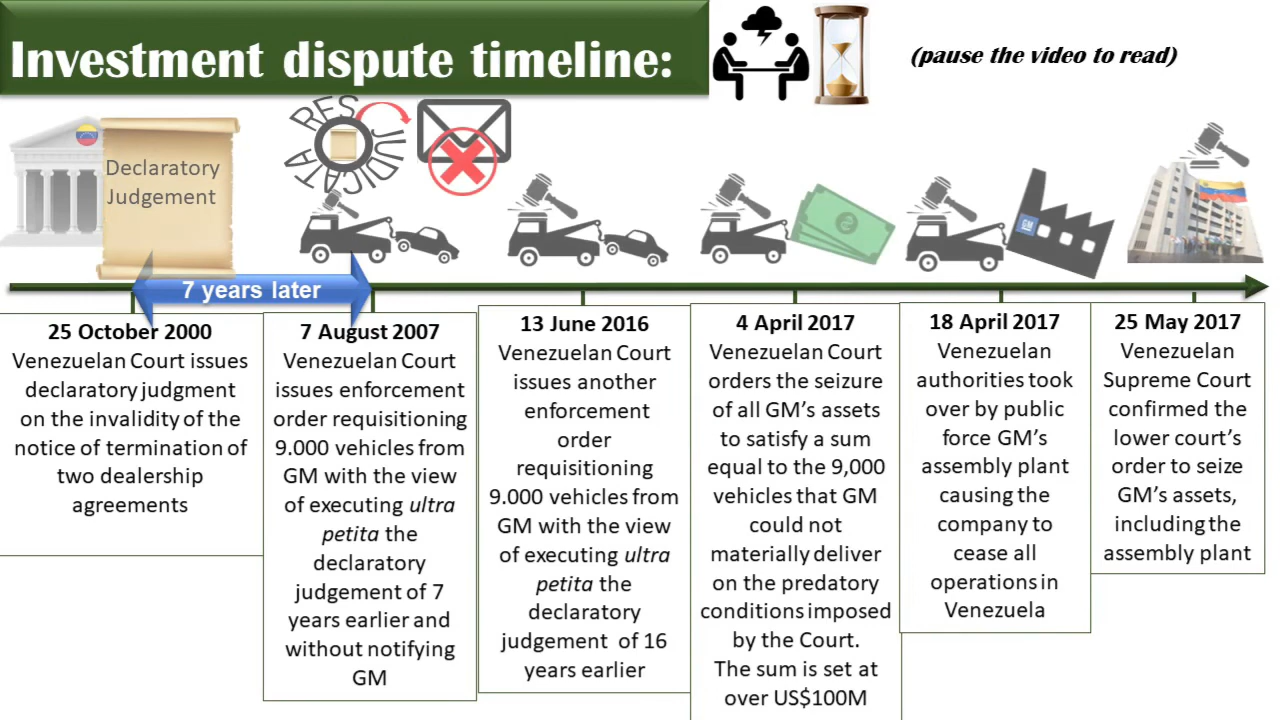 Investment dispute timeline:
(pause the video to read)
Declaratory
Judgement
RES
JUDICATA
GM
7 years later
25 October 2000
Venezuelan Court issues
declaratory judgment
on the invalidity of the
notice of termination of
two dealership
agreements
7 August 2007
Venezuelan Court
issues enforcement
order requisitioning
9.000 vehicles from
GM with the view
of executing ultra
petita the
declaratory
judgement of 7
years earlier and
without notifying
GM
13 June 2016
Venezuelan Court
issues another
enforcement
order
requisitioning
9.000 vehicles from
GM with the view
of executing ultra
petita the
declaratory
judgement of 16
years earlier
4 April 2017
Venezuelan Court
orders the seizure
of all GM's assets
to satisfy a sum
equal to the 9,000
vehicles that GM
could not
materially deliver
on the predatory
conditions imposed
by the Court.
The sum is set at
over US$100M
18 April 2017
Venezuelan
authorities took
over by public
force GM's
assembly plant
causing the
company to
cease all
operations in
Venezuela
25 May 2017
Venezuelan
Supreme Court
confirmed the
lower court's
order to seize
GM's assets,
including the
assembly plant